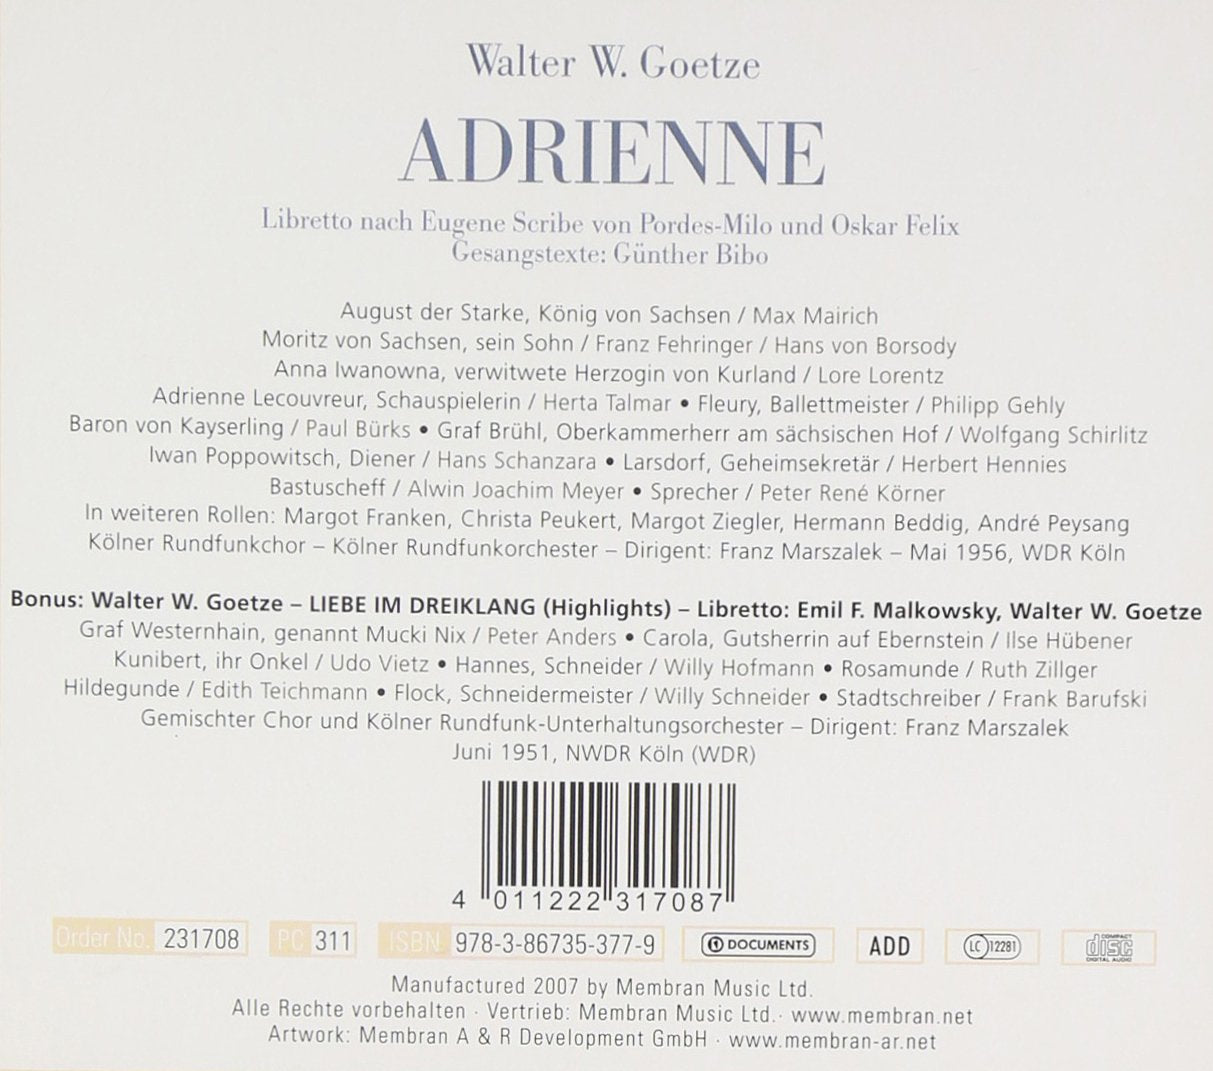 Walter W. Goetze
ADRIENNE
Libretto nach Eugene Scribe von Pordes-Milo und Oskar Felix
Gesangstexte: Günther Bibo
August der Starke, König von Sachsen / Max Mairich
Moritz von Sachsen, sein Sohn / Franz Fehringer / Hans von Borsody
Anna Iwanowna, verwitwete Herzogin von Kurland / Lore Lorentz
Adrienne Lecouvreur, Schauspielerin / Herta Talmar • Fleury, Ballettmeister / Philipp Gehly
Baron von Kayserling / Paul Bürks • Graf Brühl, Oberkammerherr am sächsischen Hof / Wolfgang Schirlitz
Iwan Poppowitsch, Diener / Hans Schanzara • Larsdorf, Geheimsekretär / Herbert Hennies
Bastuscheff / Alwin Joachim Meyer • Sprecher / Peter René Körner
In weiteren Rollen: Margot Franken, Christa Peukert, Margot Ziegler, Hermann Beddig, André Peysang
Kölner Rundfunkchor – Kölner Rundfunkorchester – Dirigent: Franz Marszalek – Mai 1956, WDR Köln
Bonus: Walter W. Goetze – LIEBE IM DREIKLANG (Highlights) – Libretto: Emil F. Malkowsky, Walter W. Goetze
Graf Westernhain, genannt Mucki Nix / Peter Anders • Carola, Gutsherrin auf Ebernstein / Ilse Hübener
Kunibert, ihr Onkel / Udo Vietz • Hannes, Schneider / Willy Hofmann • Rosamunde / Ruth Zillger
Hildegunde / Edith Teichmann • Flock, Schneidermeister / Willy Schneider • Stadtschreiber / Frank Barufski
Gemischter Chor und Kölner Rundfunk-Unterhaltungsorchester – Dirigent: Franz Marszalek
Juni 1951, NWDR Köln (WDR)
4 011222 317087
Order No. 231708 PC 311 ISBN 978-3-86735-377-9 DOCUMENTS ADD LC 12281 COMPACT disc DIGITAL AUDIO
Manufactured 2007 by Membran Music Ltd.
Alle Rechte vorbehalten · Vertrieb: Membran Music Ltd. · www.membran.net
Artwork: Membran A & R Development GmbH · www.membran-ar.net